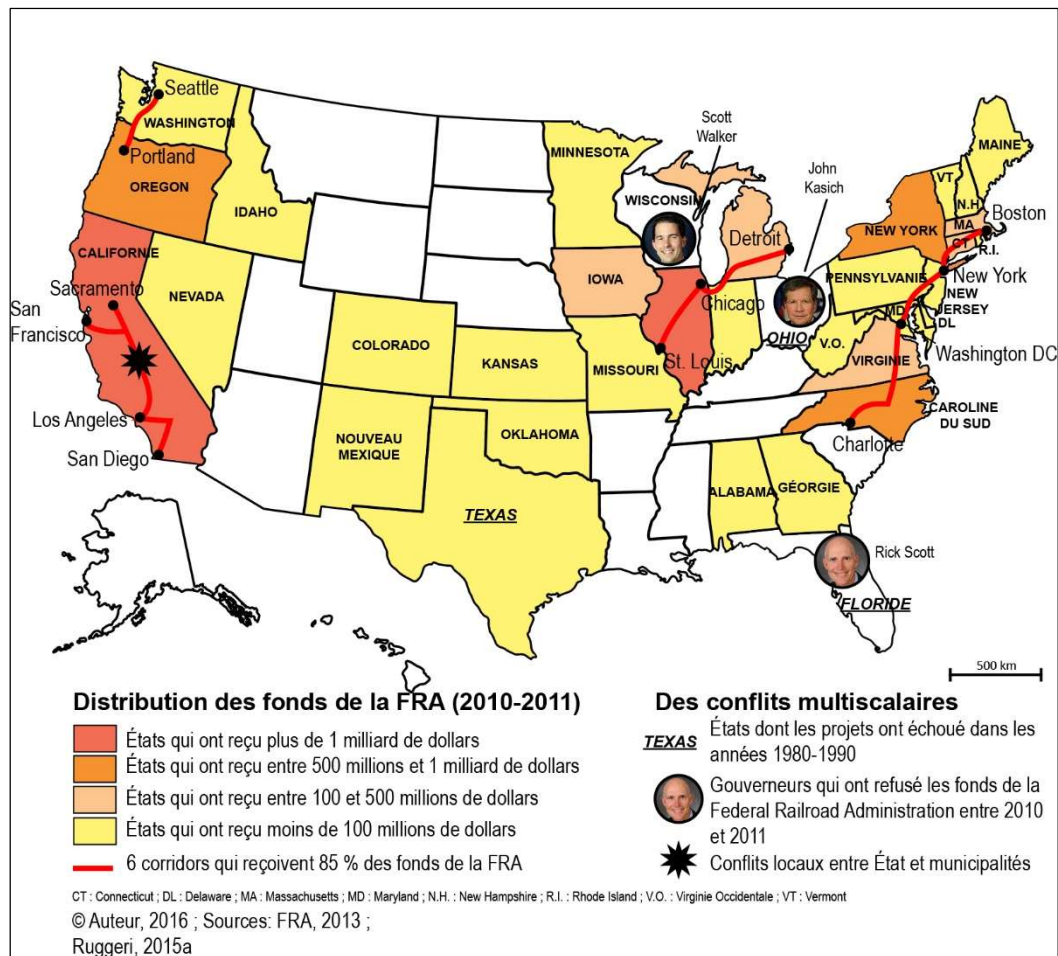 Seattle
WASHINGTON
Portland
OREGON
IDAHO
CALIFORNIE
Sacramento
San
Francisco
NEVADA
Los Angeles
San Diego
COLORADO
KANSAS
NOUVEAU
MEXIQUE
OKLAHOMA
TEXAS
MINNESOTA
IOWA
MISSOURI
Scott
Walker
WISCONSIN
John
Kasich
Detroit
Chicago
St. Louis
OHIO
MAINE
VT
N.H.
Boston
MA
CT
R.I.
NEW YORK
New York
PENNSYLVANIE
NEW
JERSEY
MD
DL
V.O.
Washington DC
VIRGINIE
CAROLINE
DU SUD
Charlotte
ALABAMA
GÉORGIE
Rick Scott
FLORIDE
500 km
Distribution des fonds de la FRA (2010-2011)
États qui ont reçu plus de 1 milliard de dollars
États qui ont reçu entre 500 millions et 1 milliard de dollars
États qui ont reçu entre 100 et 500 millions de dollars
États qui ont reçu moins de 100 millions de dollars
6 corridors qui reçoivent 85 % des fonds de la FRA
Des conflits multiscalaires
TEXAS
États dont les projets ont échoué dans les
années 1980-1990
Gouverneurs qui ont refusé les fonds de la
Federal Railroad Administration entre 2010
et 2011
Conflits locaux entre État et municipalités
CT : Connecticut ; DL : Delaware ; MA : Massachusetts ; MD : Maryland ; N.H. : New Hampshire ; R.I. : Rhode Island ; V.O. : Virginie Occidentale ; VT : Vermont
© Auteur, 2016 ; Sources: FRA, 2013 ;
Ruggeri, 2015a